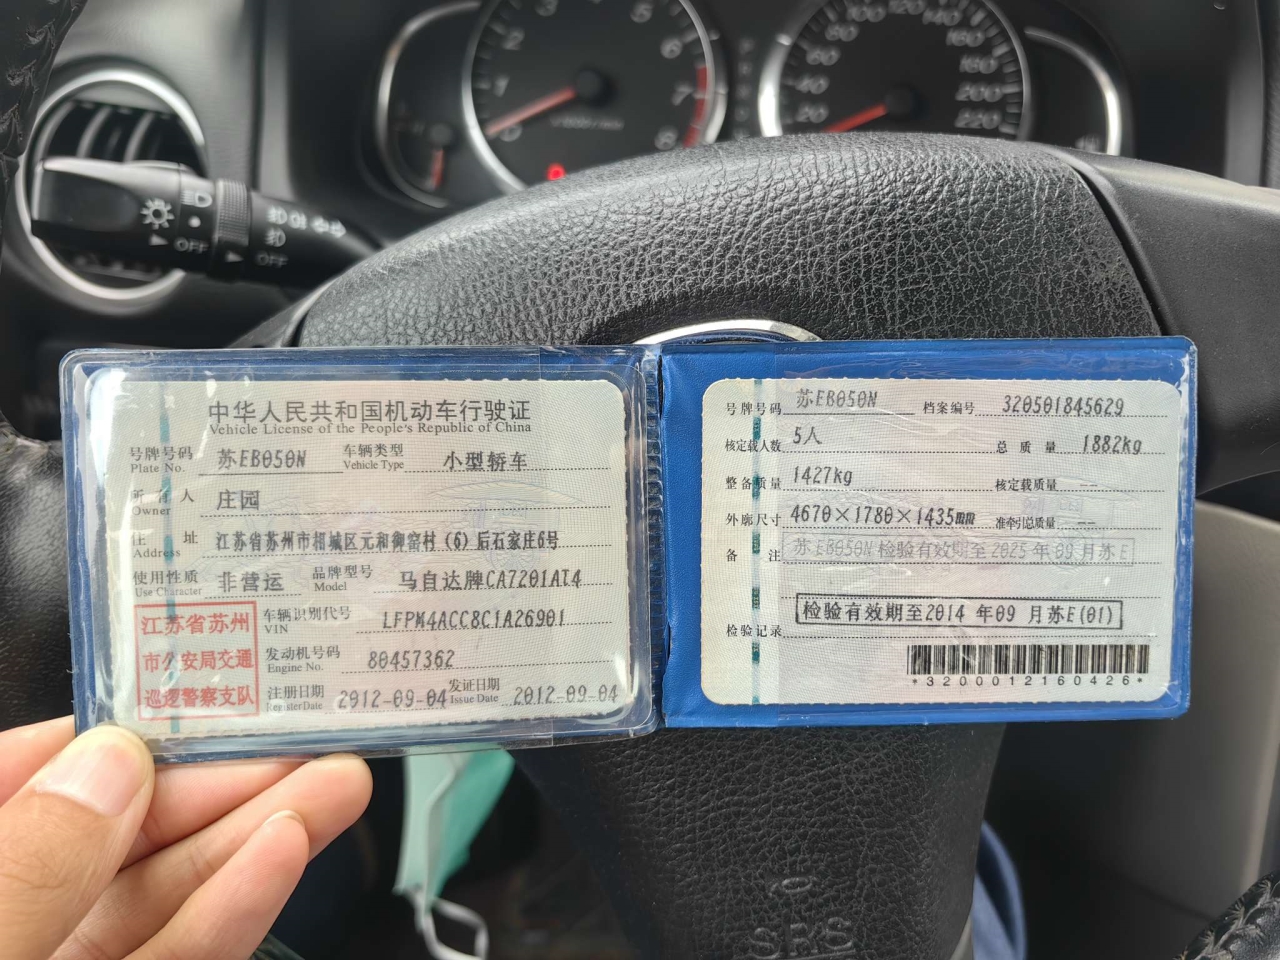 3
5
2
6
1
7
0
8
100
120
140
80
160
60
180
40
200
20
220
OFF
OFF
中华人民共和国机动车行驶证
Vehicle License of the People's Republic of China
号牌号码 苏EB050N 车辆类型 小型轿车
Plate No. Vehicle Type
所有人 庄园
Owner
住址 江苏省苏州市相城区元和御窑村(6)后石家庄6号
Address
使用性质 非营运 品牌型号 马自达牌CA7201AT4
Use Character Model
江苏省苏州
市公安局交通
巡逻警察支队
车辆识别代号 LFPM4ACC8C1A26901
VIN
发动机号码 80457362
Engine No.
注册日期 2012-09-04 发证日期 2012-09-04
Register Date Issue Date
号牌号码 苏EB050N 档案编号 320501845629
核定载人数 5人 总质量 1882kg
整备质量 1427kg 核定载质量 --
外廓尺寸 4670×1780×1435mm 准牵引总质量 --
备注 苏EB050N 检验有效期至2025年09月苏E
检验有效期至2014年09月苏E(01)
检验记录
*3200012160426*
SRS